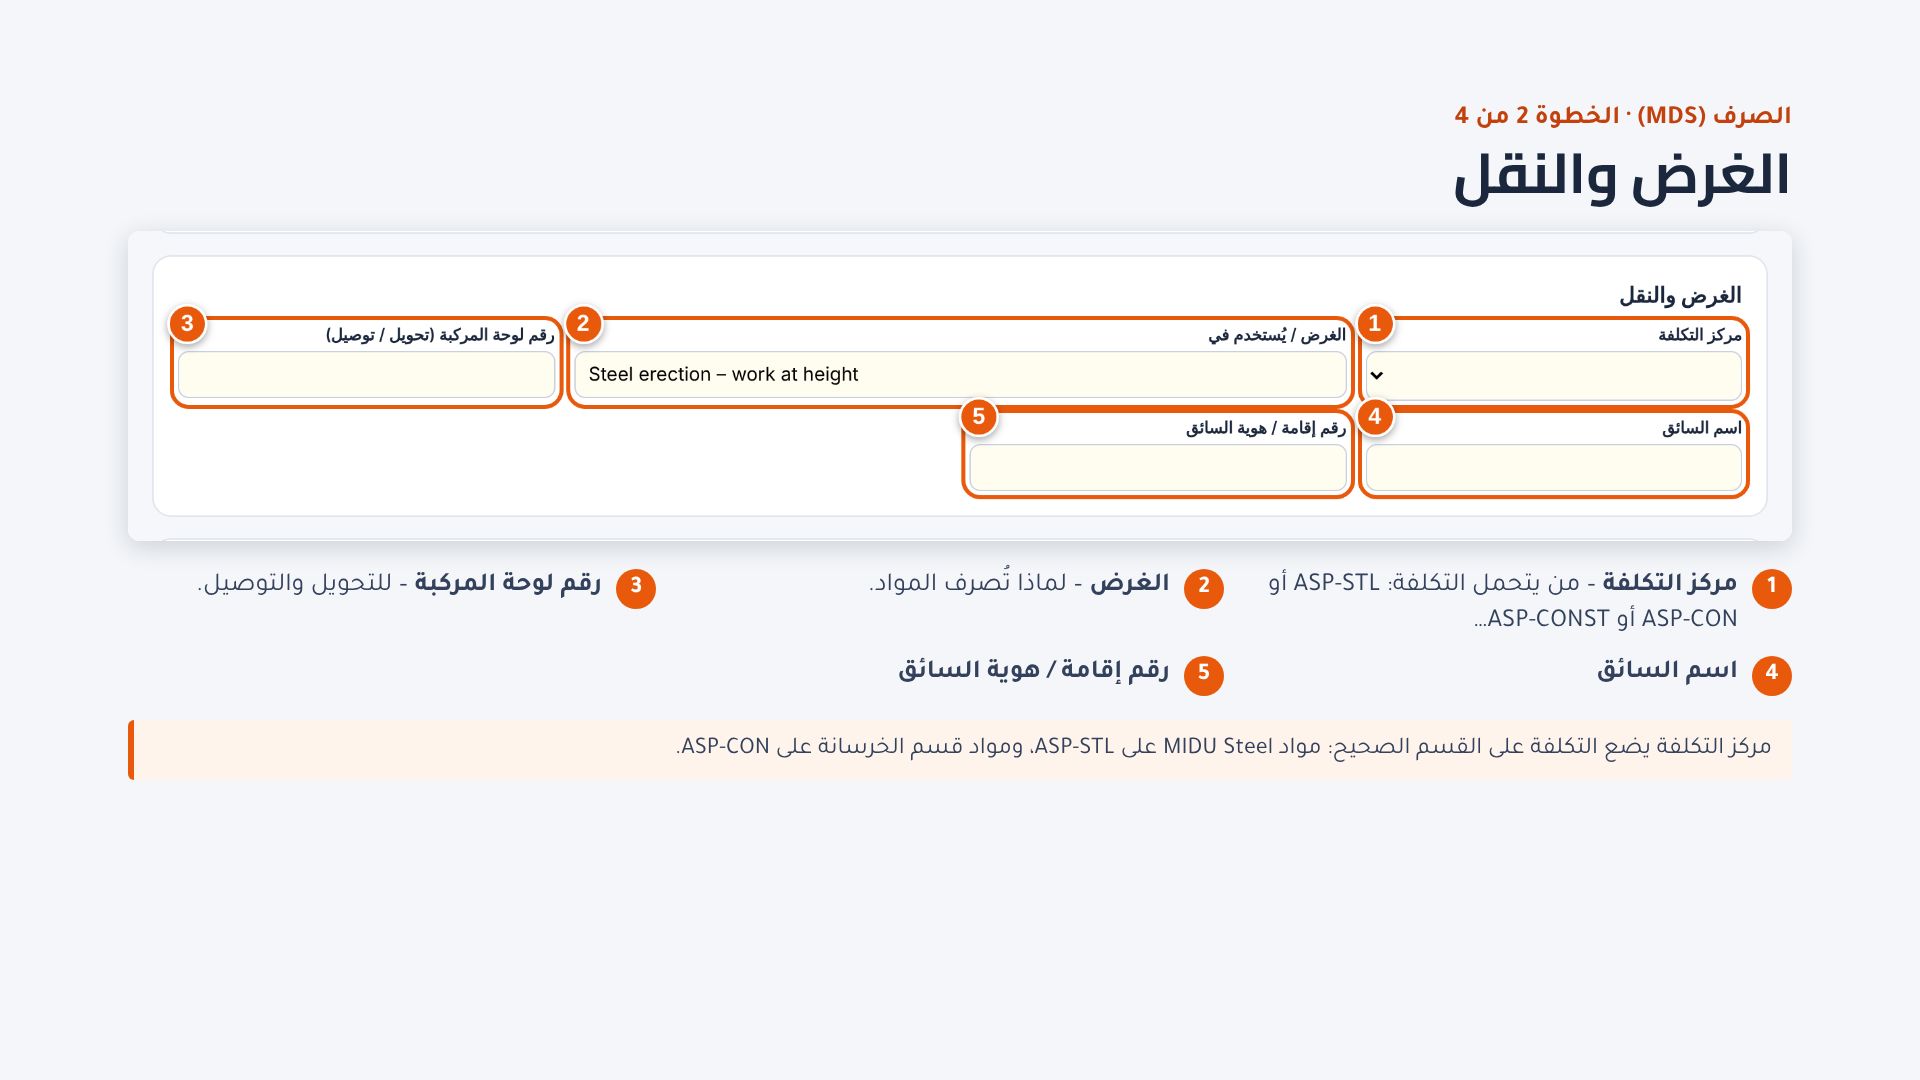 الصرف (MDS) · الخطوة 2 من 4
الغرض والنقل
الغرض والنقل
1 مركز التكلفة
2 الغرض / يُستخدم في
Steel erection – work at height
3 رقم لوحة المركبة (تحويل / توصيل)
4 اسم السائق
5 رقم إقامة / هوية السائق
1 مركز التكلفة – من يتحمل التكلفة: ASP-STL أو
ASP-CON أو ASP-CONST...
2 الغرض – لماذا تُصرف المواد.
3 رقم لوحة المركبة – للتحويل والتوصيل.
4 اسم السائق
5 رقم إقامة / هوية السائق
مركز التكلفة يضع التكلفة على القسم الصحيح: مواد MIDU Steel على ASP-STL، ومواد قسم الخرسانة على ASP-CON.